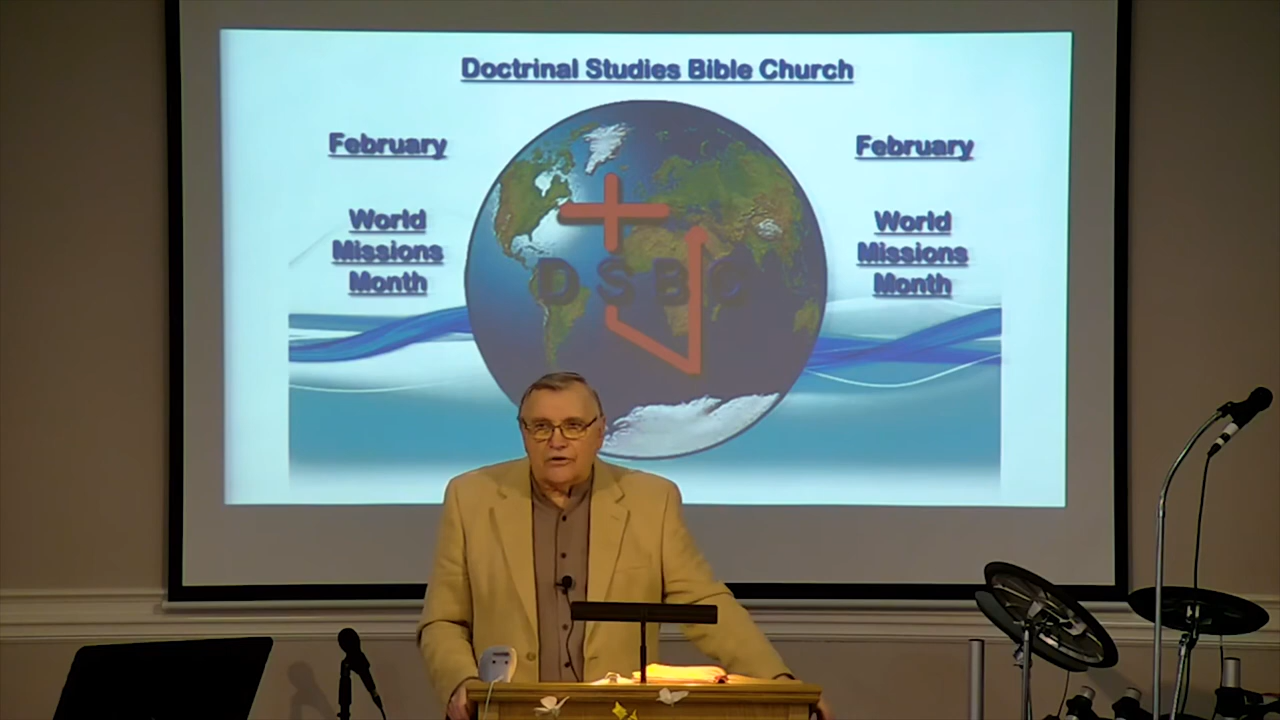 Doctrinal Studies Bible Church
February
World
Missions
Month
DSBC
February
World
Missions
Month